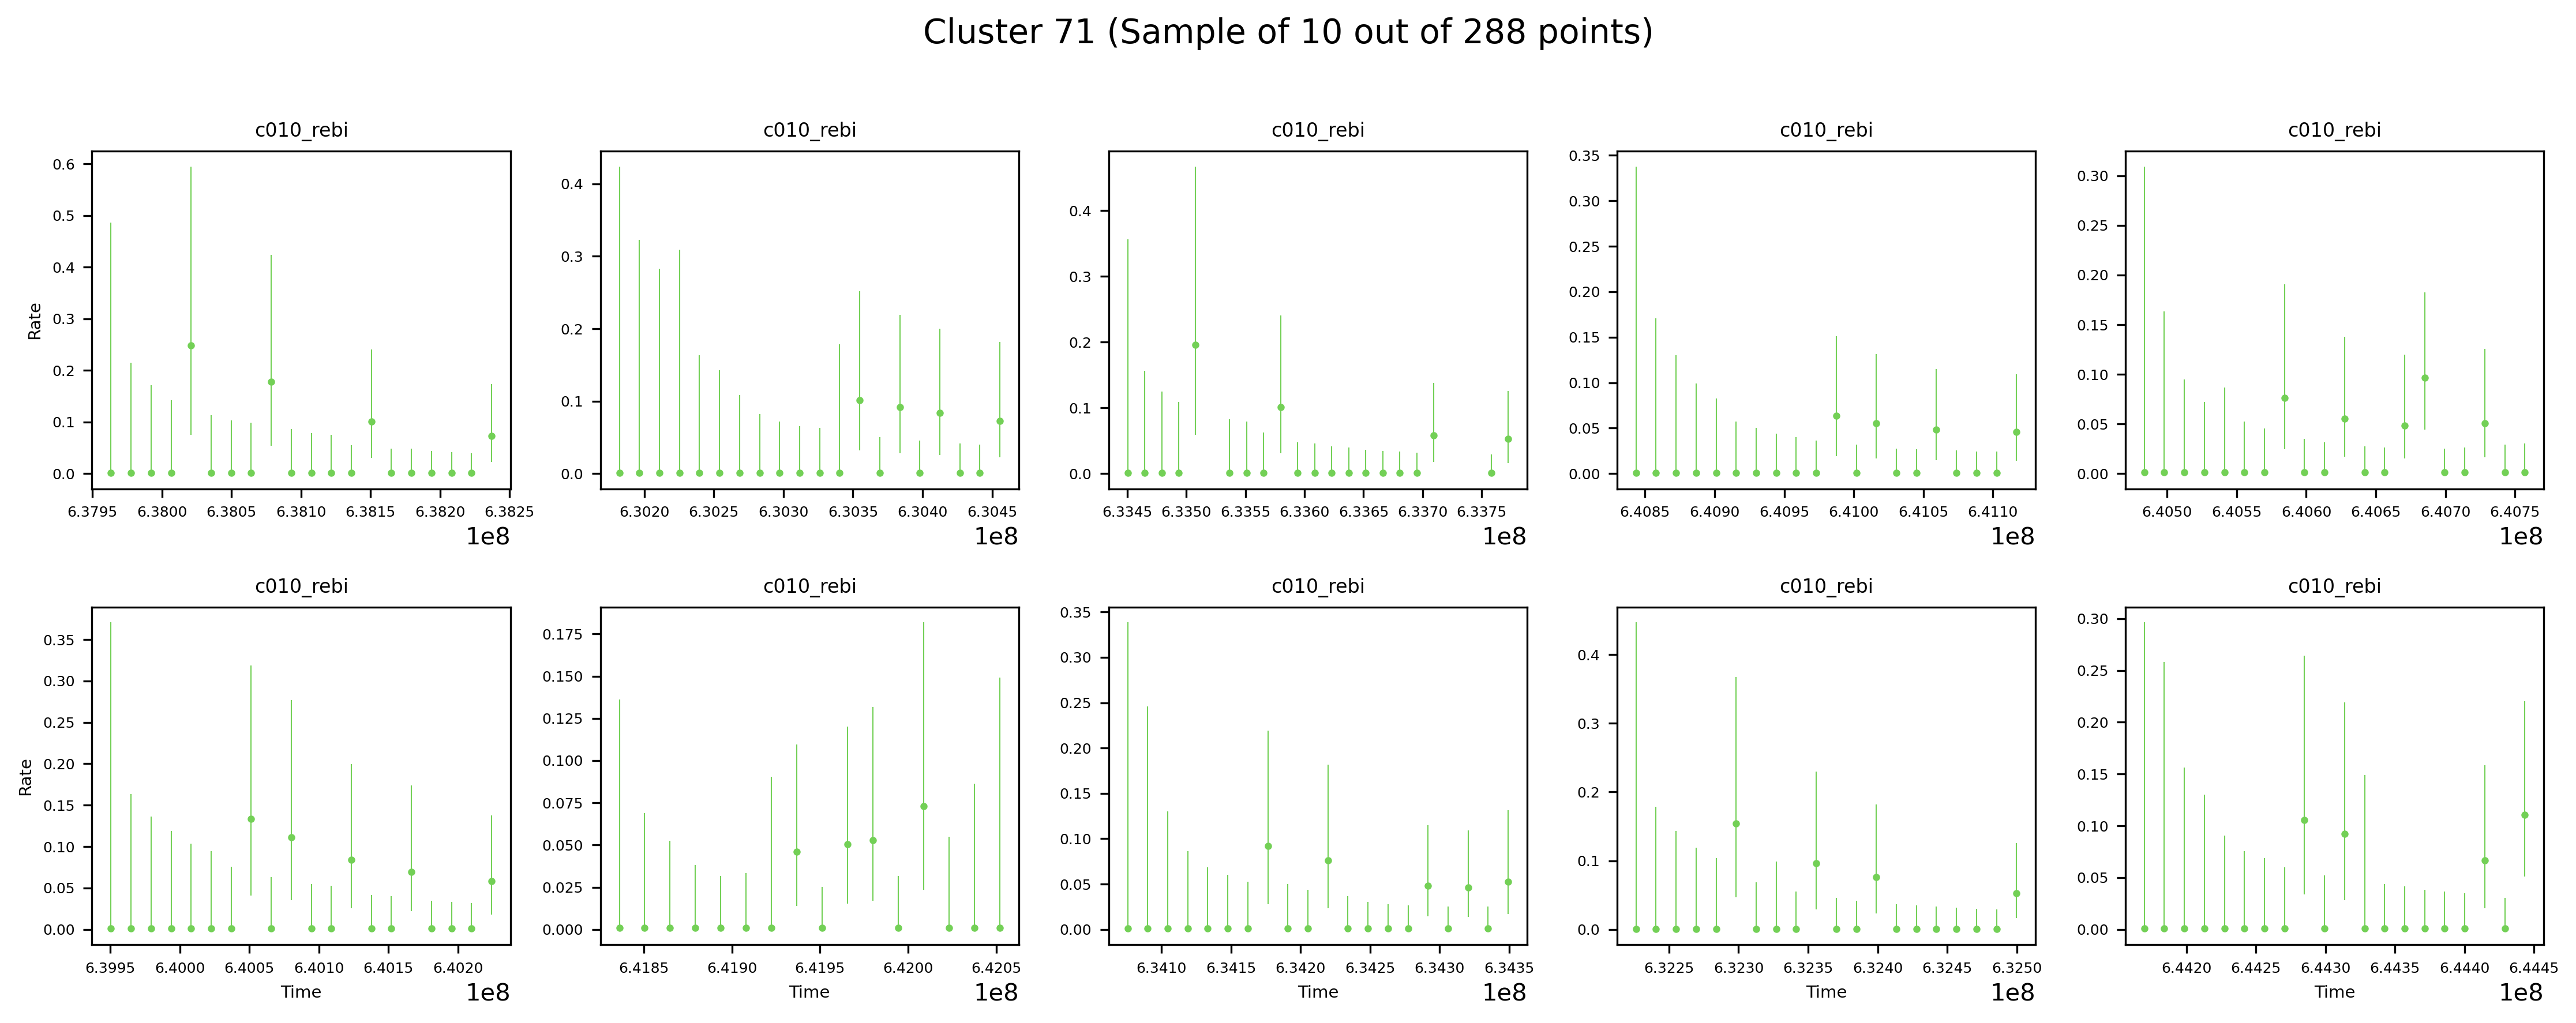 Cluster 71 (Sample of 10 out of 288 points)
c010_rebi c010_rebi c010_rebi c010_rebi c010_rebi
Rate
0.6 0.5 0.4 0.3 0.2 0.1 0.0
6.3795 6.3800 6.3805 6.3810 6.3815 6.3820 6.3825
1e8
0.4 0.3 0.2 0.1 0.0
6.3020 6.3025 6.3030 6.3035 6.3040 6.3045
1e8
0.4 0.3 0.2 0.1 0.0
6.3345 6.3350 6.3355 6.3360 6.3365 6.3370 6.3375
1e8
0.35 0.30 0.25 0.20 0.15 0.10 0.05 0.00
6.4085 6.4090 6.4095 6.4100 6.4105 6.4110
1e8
0.30 0.25 0.20 0.15 0.10 0.05 0.00
6.4050 6.4055 6.4060 6.4065 6.4070 6.4075
1e8
c010_rebi c010_rebi c010_rebi c010_rebi c010_rebi
Rate
0.35 0.30 0.25 0.20 0.15 0.10 0.05 0.00
6.3995 6.4000 6.4005 6.4010 6.4015 6.4020
Time
1e8
0.175 0.150 0.125 0.100 0.075 0.050 0.025 0.000
6.4185 6.4190 6.4195 6.4200 6.4205
Time
1e8
0.35 0.30 0.25 0.20 0.15 0.10 0.05 0.00
6.3410 6.3415 6.3420 6.3425 6.3430 6.3435
Time
1e8
0.4 0.3 0.2 0.1 0.0
6.3225 6.3230 6.3235 6.3240 6.3245 6.3250
Time
1e8
0.30 0.25 0.20 0.15 0.10 0.05 0.00
6.4420 6.4425 6.4430 6.4435 6.4440 6.4445
Time
1e8